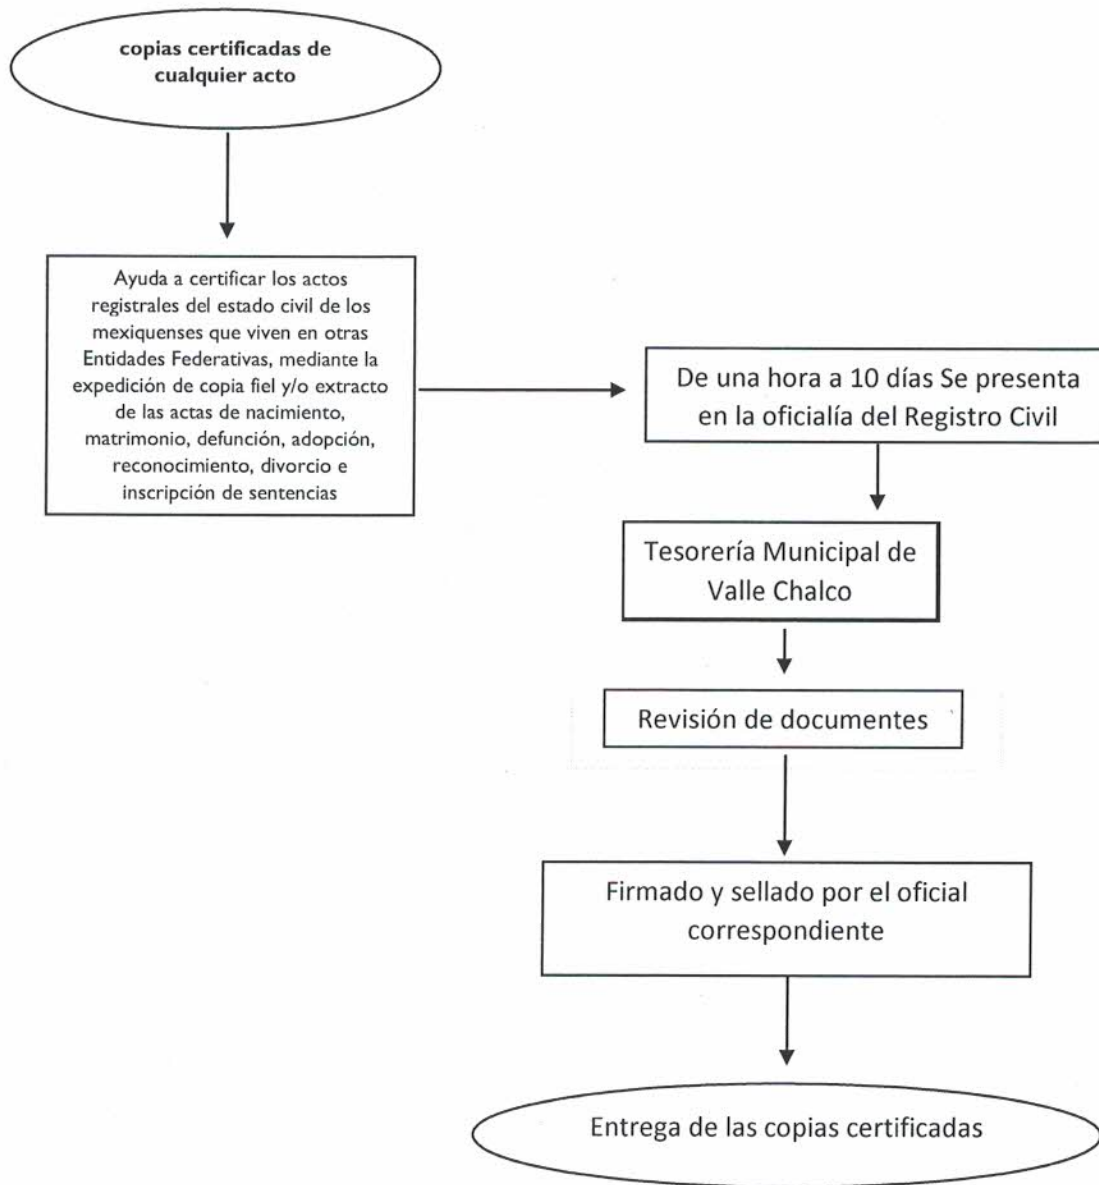 copias certificadas de
cualquier acto
Ayuda a certificar los actos
registrales del estado civil de los
mexiquenses que viven en otras
Entidades Federativas, mediante la
expedición de copia fiel y/o extracto
de las actas de nacimiento,
matrimonio, defunción, adopción,
reconocimiento, divorcio e
inscripción de sentencias
De una hora a 10 días Se presenta
en la oficialía del Registro Civil
Tesorería Municipal de
Valle Chalco
Revisión de documentes
Firmado y sellado por el oficial
correspondiente
Entrega de las copias certificadas